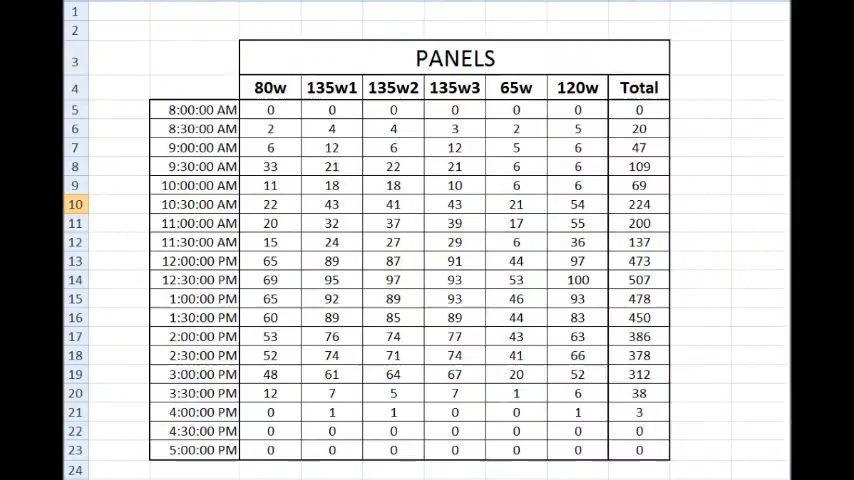 1
2
3 PANELS
4 80w 135w1 135w2 135w3 65w 120w Total
5 8:00:00 AM 0 0 0 0 0 0 0
6 8:30:00 AM 2 4 4 3 2 5 20
7 9:00:00 AM 6 12 6 12 5 6 47
8 9:30:00 AM 33 21 22 21 6 6 109
9 10:00:00 AM 11 18 18 10 6 6 69
10 10:30:00 AM 22 43 41 43 21 54 224
11 11:00:00 AM 20 32 37 39 17 55 200
12 11:30:00 AM 15 24 27 29 6 36 137
13 12:00:00 PM 65 89 87 91 44 97 473
14 12:30:00 PM 69 95 97 93 53 100 507
15 1:00:00 PM 65 92 89 93 46 93 478
16 1:30:00 PM 60 89 85 89 44 83 450
17 2:00:00 PM 53 76 74 77 43 63 386
18 2:30:00 PM 52 74 71 74 41 66 378
19 3:00:00 PM 48 61 64 67 20 52 312
20 3:30:00 PM 12 7 5 7 1 6 38
21 4:00:00 PM 0 1 1 0 0 1 3
22 4:30:00 PM 0 0 0 0 0 0 0
23 5:00:00 PM 0 0 0 0 0 0 0
24